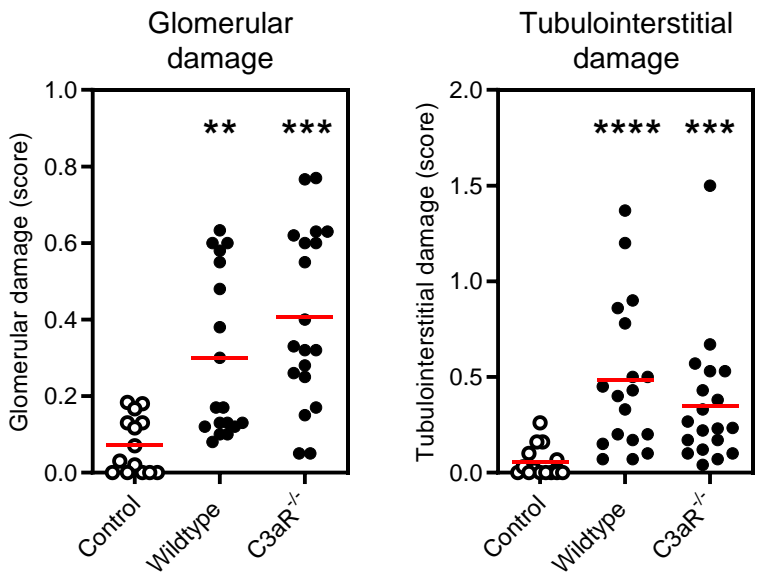 Glomerular
damage
Glomerular damage (score)
1.0
0.8
0.6
0.4
0.2
0.0
** ***
Control Wildtype C3aR-/-
Tubulointerstitial
damage
Tubulointerstitial damage (score)
2.0
1.5
1.0
0.5
0.0
**** ***
Control Wildtype C3aR-/-